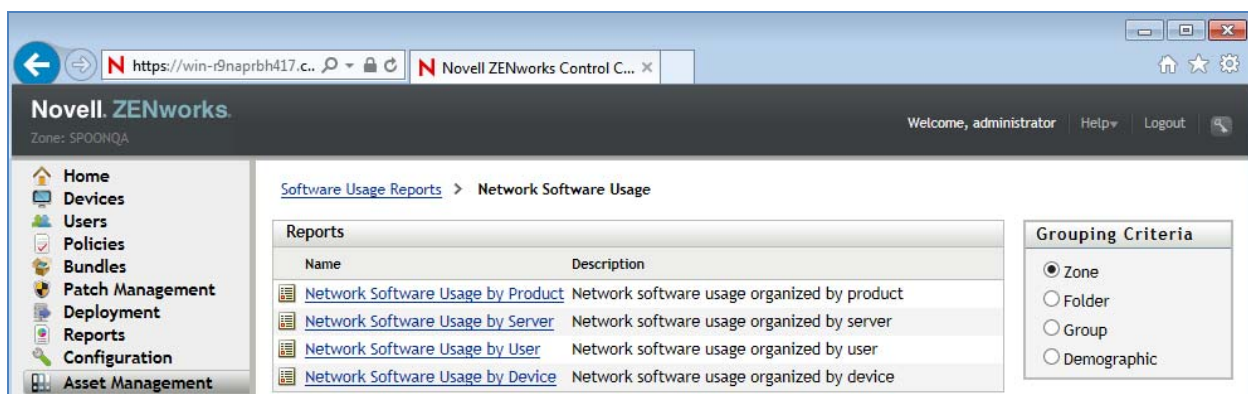 https://win-r9naprbh417.c..
Novell ZENworks Control C...
Novell. ZENworks.
Zone: SPOONQA
Welcome, administrator
Help
Logout
Home
Devices
Users
Policies
Bundles
Patch Management
Deployment
Reports
Configuration
Asset Management
Software Usage Reports > Network Software Usage
Reports
Name Description
Network Software Usage by Product Network software usage organized by product
Network Software Usage by Server Network software usage organized by server
Network Software Usage by User Network software usage organized by user
Network Software Usage by Device Network software usage organized by device
Grouping Criteria
Zone
Folder
Group
Demographic